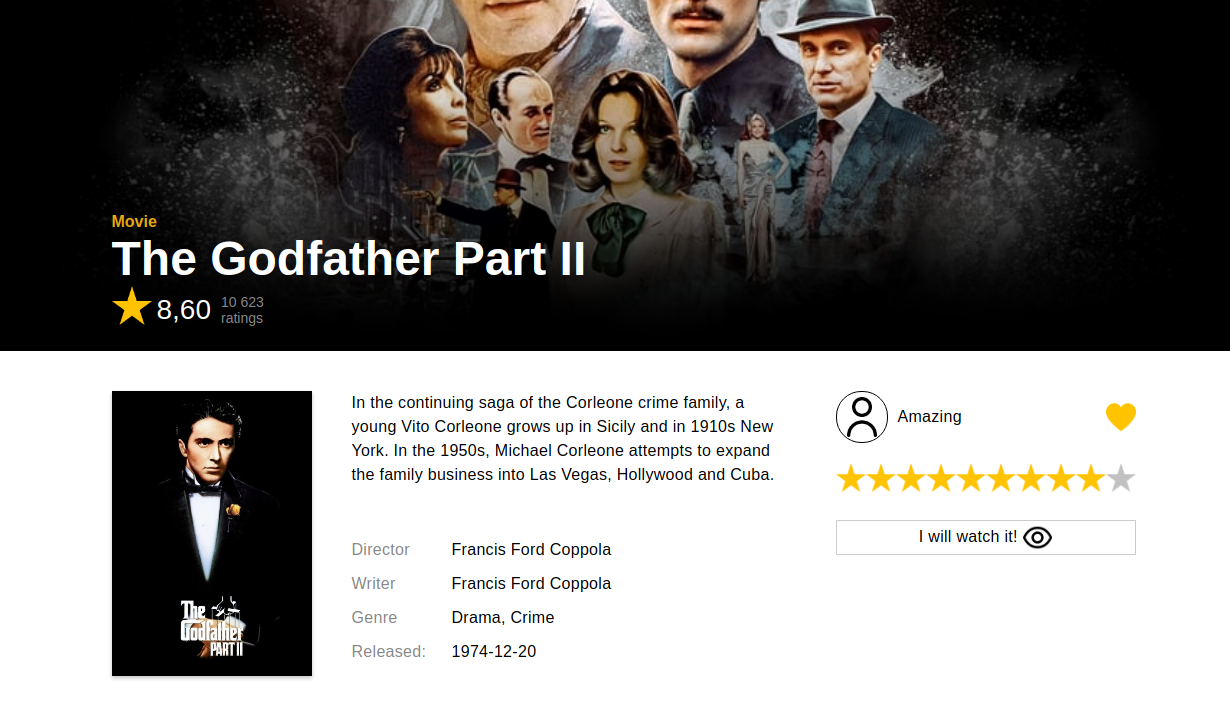 Movie
The Godfather Part II
8,60
10 623
ratings
The
Godfather
PART II
In the continuing saga of the Corleone crime family, a
young Vito Corleone grows up in Sicily and in 1910s New
York. In the 1950s, Michael Corleone attempts to expand
the family business into Las Vegas, Hollywood and Cuba.
Director Francis Ford Coppola
Writer Francis Ford Coppola
Genre Drama, Crime
Released: 1974-12-20
Amazing
I will watch it!